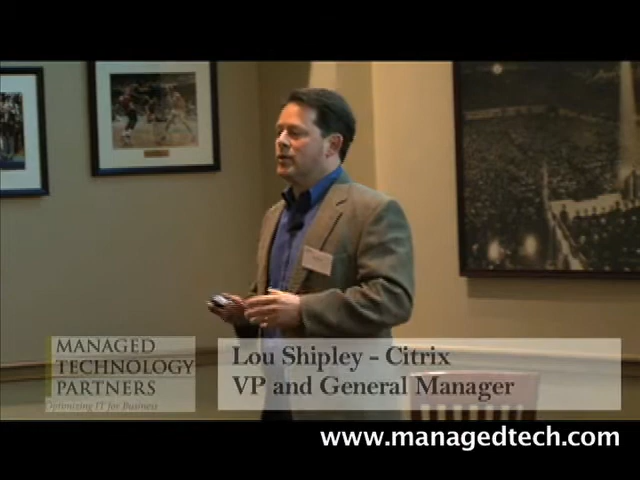 MANAGED
TECHNOLOGY
PARTNERS
Optimizing IT for Business
Lou Shipley - Citrix
VP and General Manager
www.managedtech.com